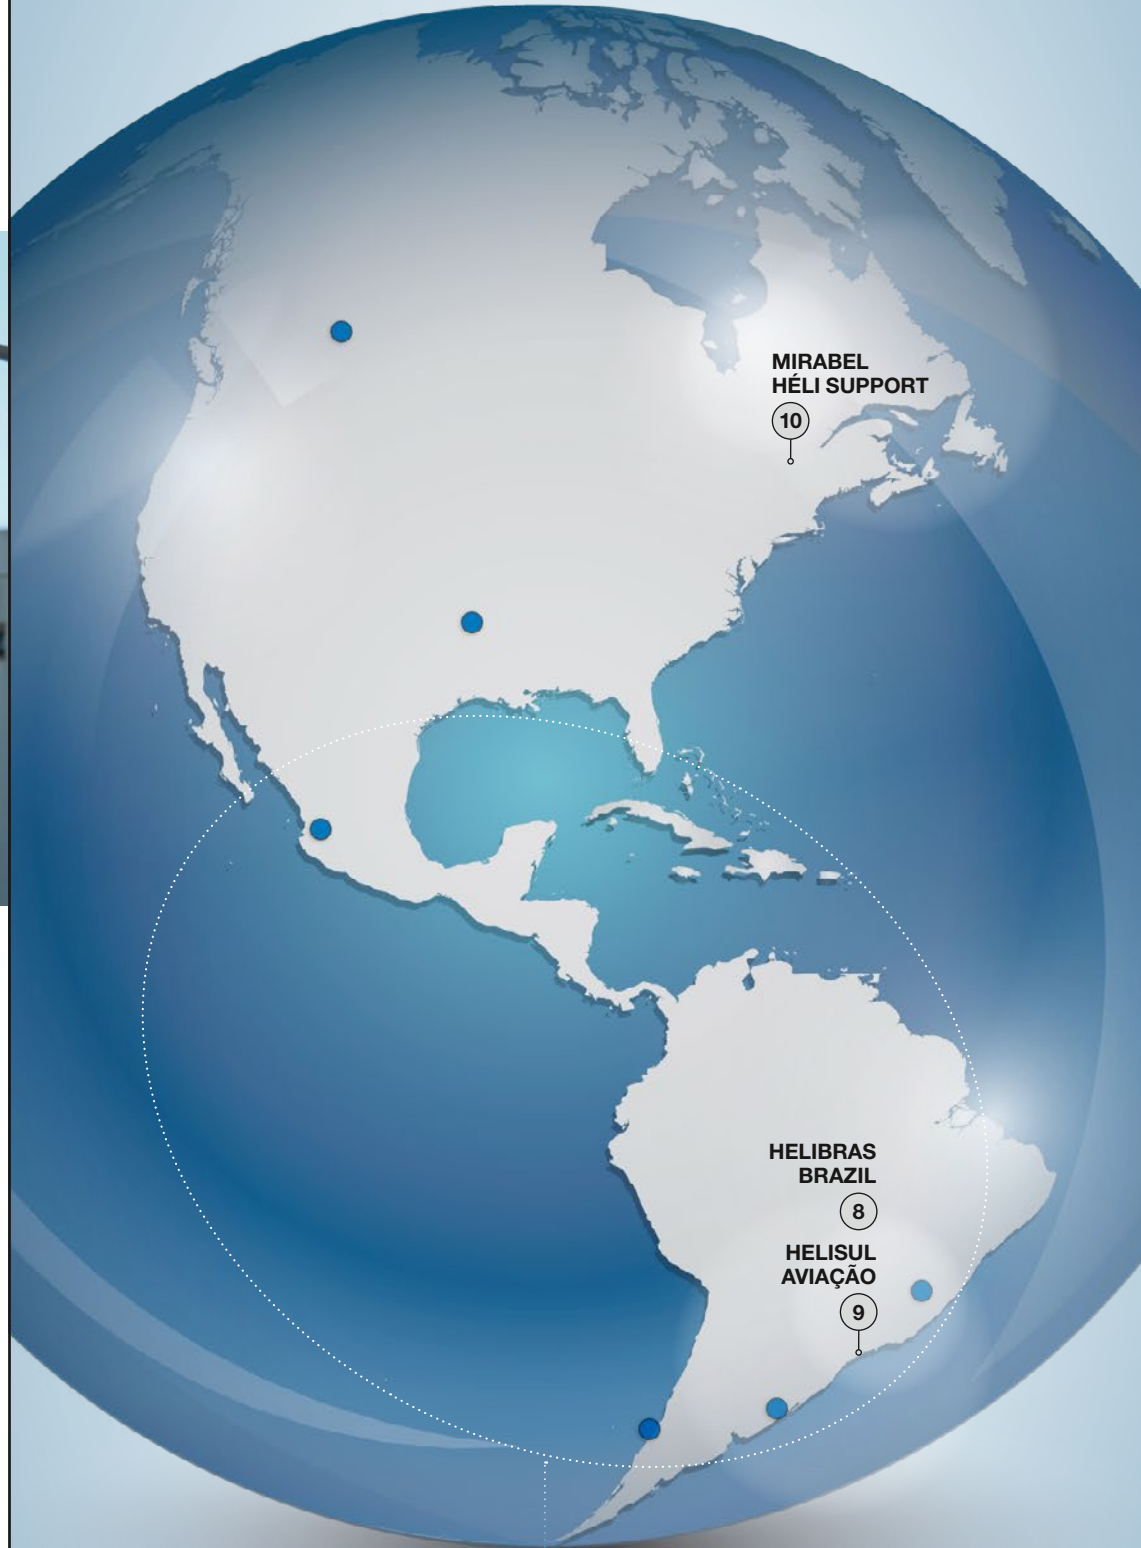 MIRABEL
HÉLI SUPPORT
10
HELIBRAS
BRAZIL
8
HELISUL
AVIAÇÃO
9